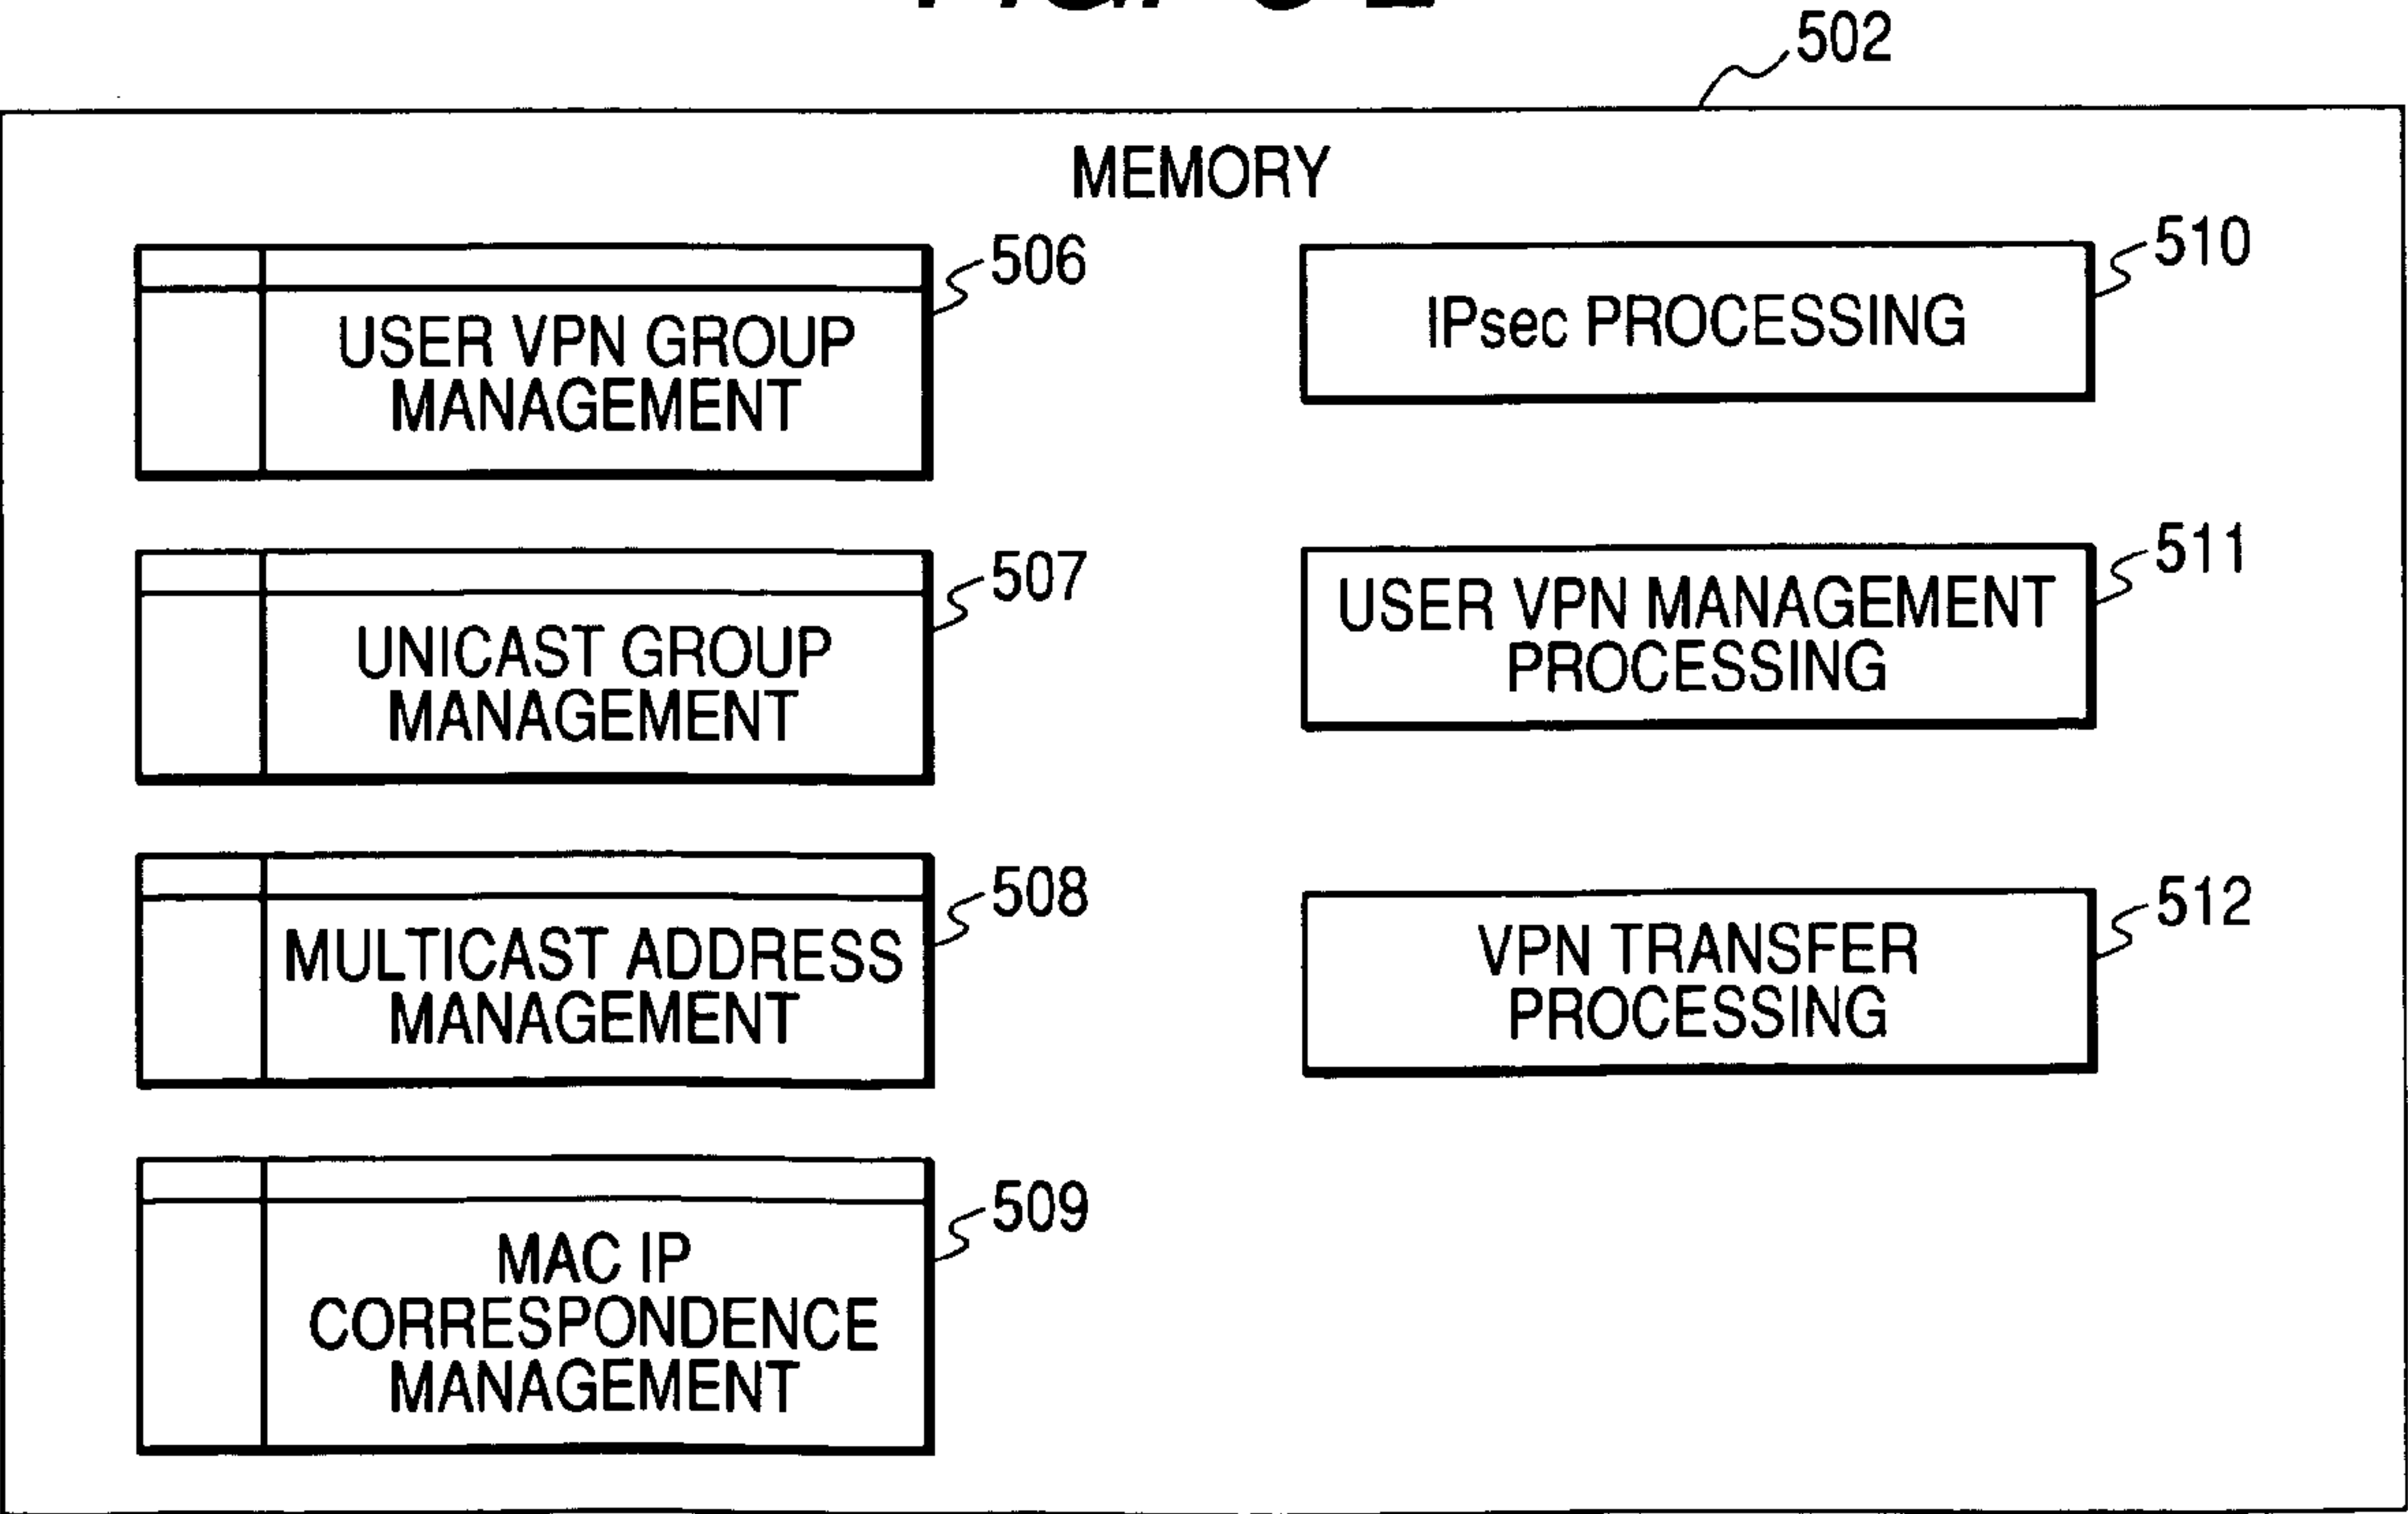 502
MEMORY
506
USER VPN GROUP
MANAGEMENT
507
UNICAST GROUP
MANAGEMENT
508
MULTICAST ADDRESS
MANAGEMENT
509
MAC IP
CORRESPONDENCE
MANAGEMENT
510
IPsec PROCESSING
511
USER VPN MANAGEMENT
PROCESSING
512
VPN TRANSFER
PROCESSING